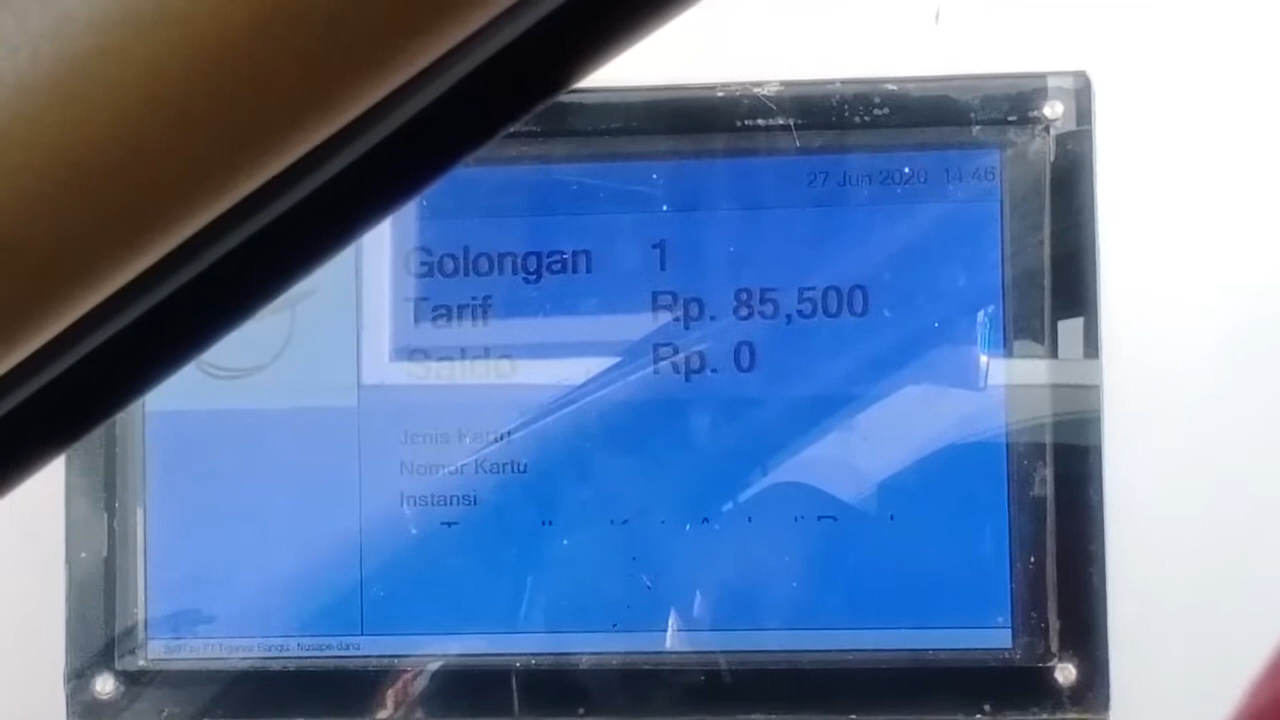 27 Jun 2020 14:46
Golongan 1
Tarif Rp. 85,500
Saldo Rp. 0
Jenis Kartu
Nomor Kartu
Instansi